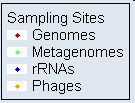 Sampling Sites
Genomes
Metagenomes
rRNAs
Phages